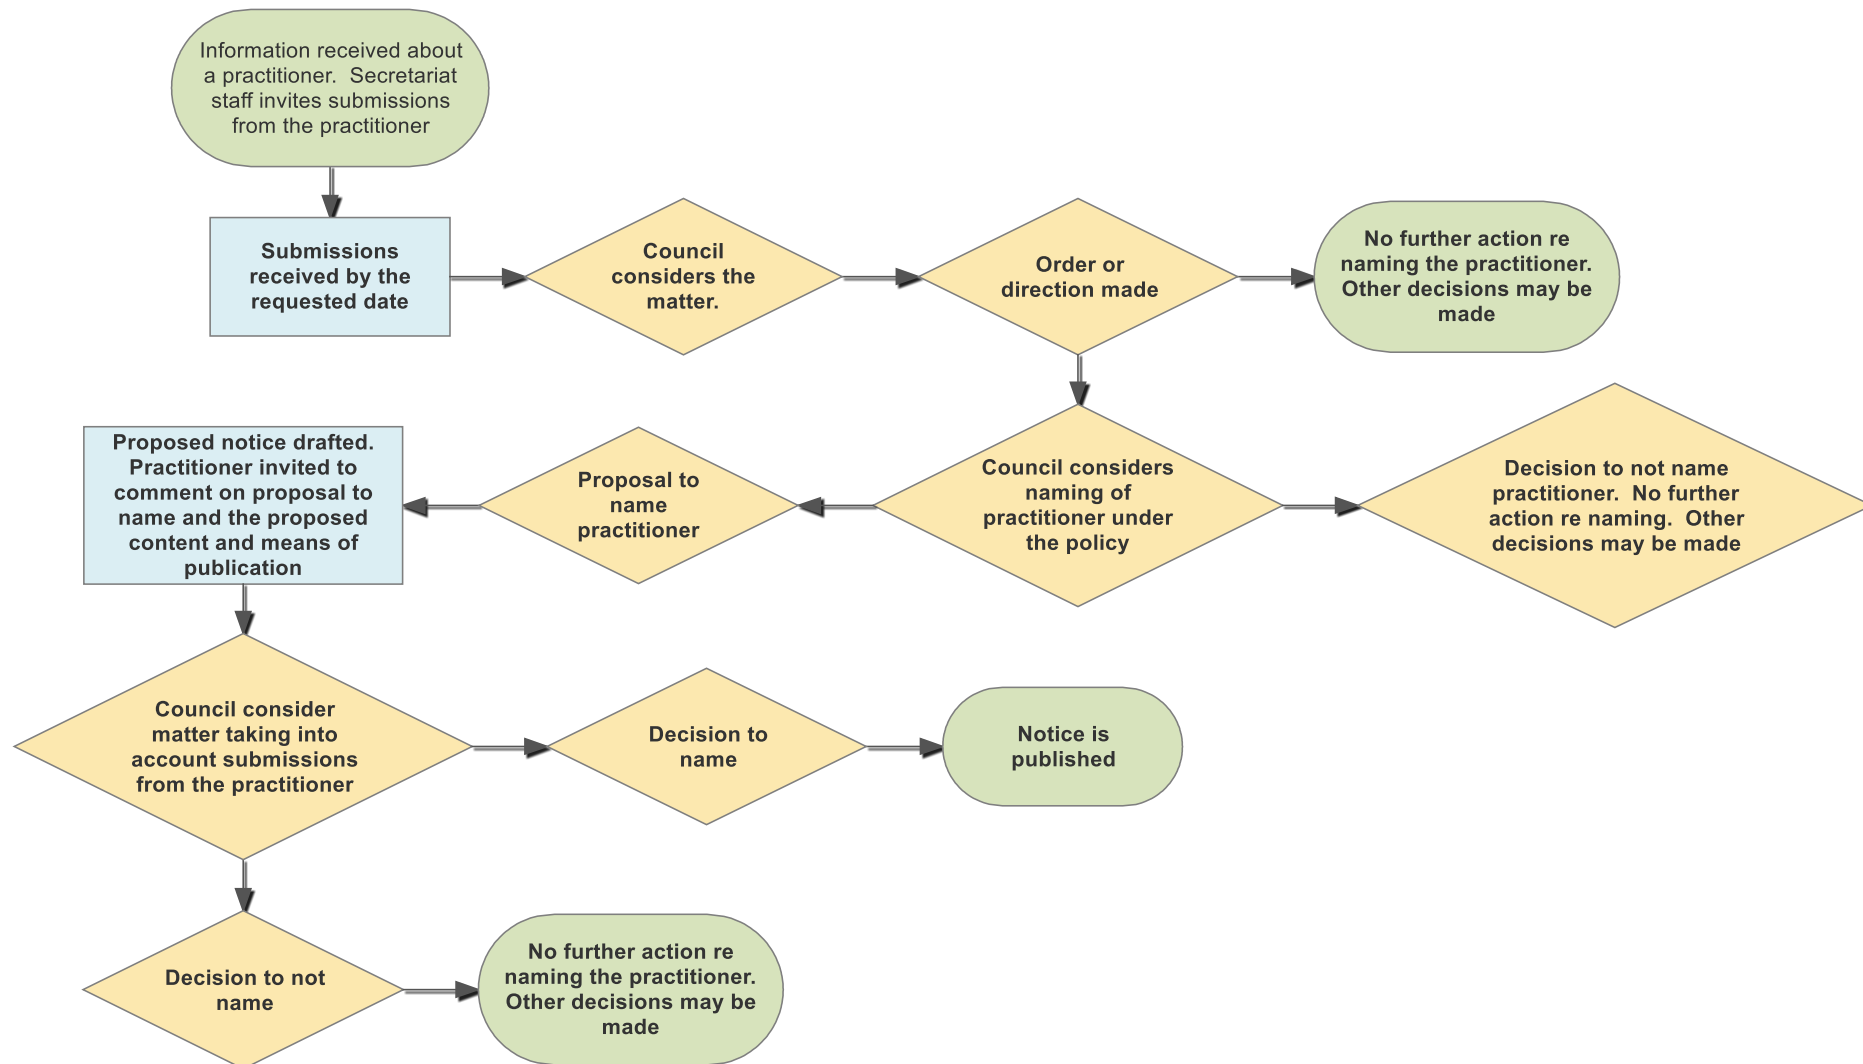 Information received about
a practitioner.  Secretariat
staff invites submissions
from the practitioner
Submissions
received by the
requested date
Council
considers the
matter.
Order or
direction made
No further action re
naming the practitioner.
Other decisions may be
made
Proposed notice drafted.
Practitioner invited to
comment on proposal to
name and the proposed
content and means of
publication
Proposal to
name
practitioner
Council considers
naming of
practitioner under
the policy
Decision to not name
practitioner.  No further
action re naming.  Other
decisions may be made
Council consider
matter taking into
account submissions
from the practitioner
Decision to
name
Notice is
published
Decision to not
name
No further action re
naming the practitioner.
Other decisions may be
made